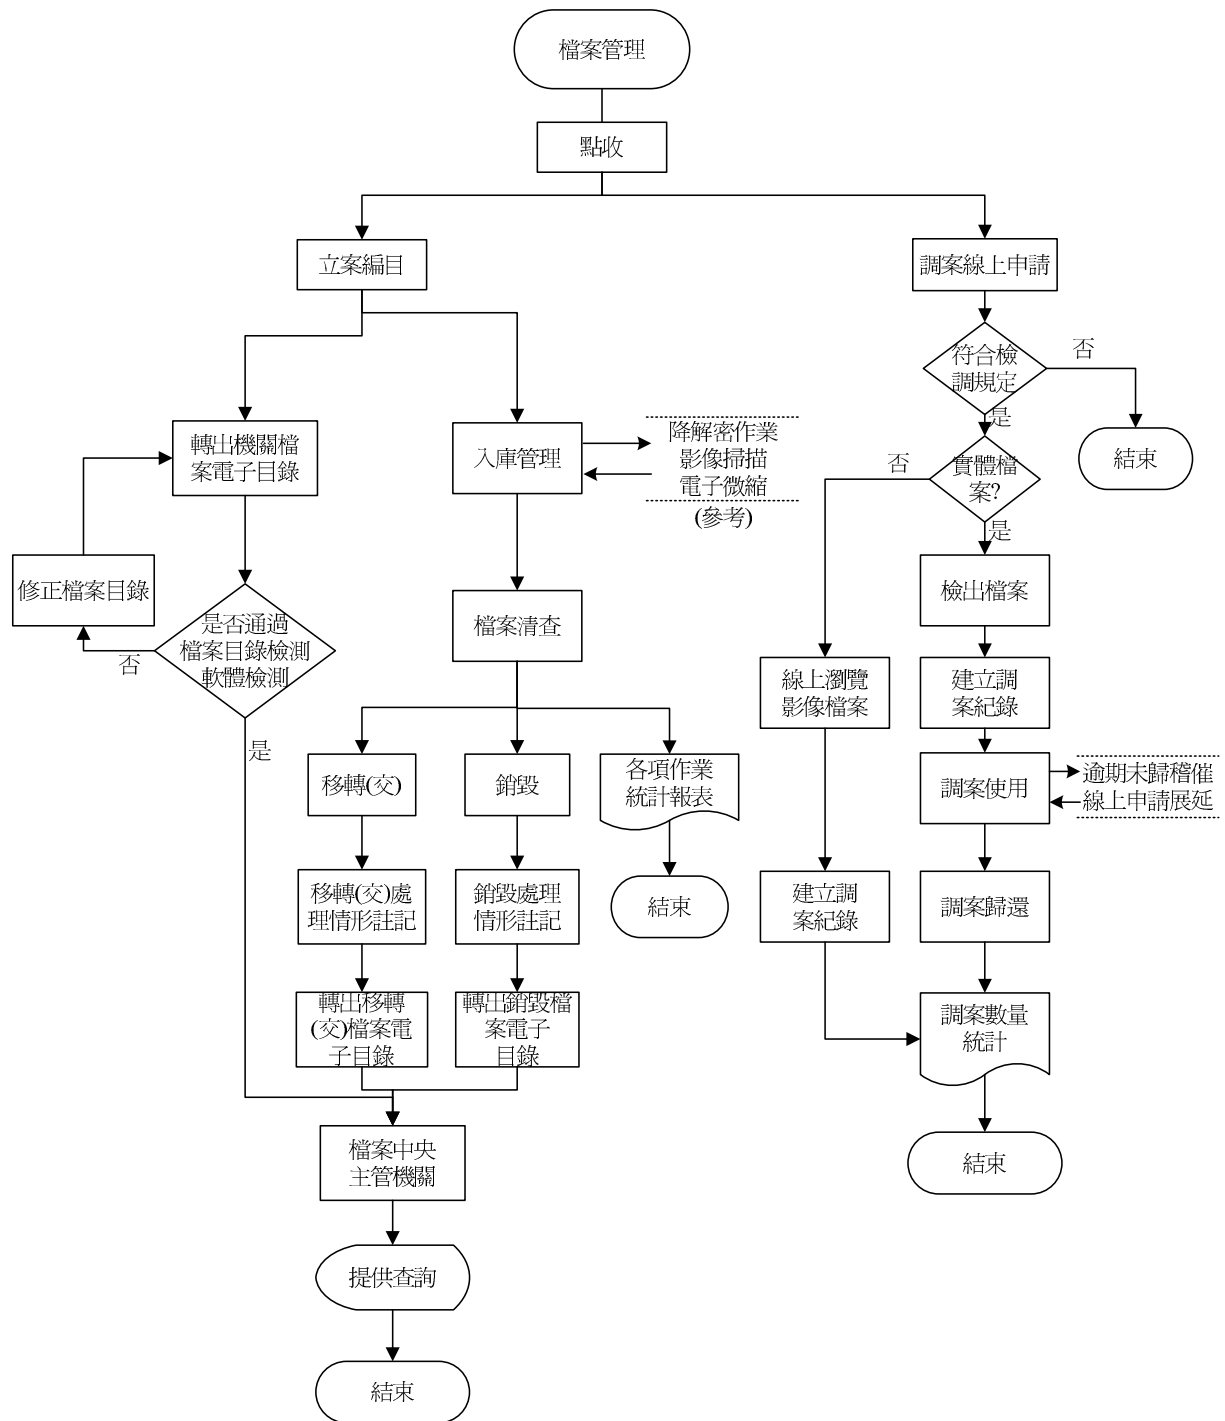 檔案管理
點收
立案編目
調案線上申請
符合檢
調規定
否
是
結束
轉出機關檔
案電子目錄
入庫管理
降解密作業
影像掃描
電子微縮
(參考)
否
實體檔
案?
是
修正檔案目錄
是否通過
檔案目錄檢測
軟體檢測
否
是
檔案清查
檢出檔案
線上瀏覽
影像檔案
建立調
案紀錄
移轉(交)
銷毀
各項作業
統計報表
調案使用
逾期未歸稽催
線上申請展延
移轉(交)處
理情形註記
銷毀處理
情形註記
結束
建立調
案紀錄
調案歸還
轉出移轉
(交)檔案電
子目錄
轉出銷毀檔
案電子
目錄
調案數量
統計
檔案中央
主管機關
結束
提供查詢
結束